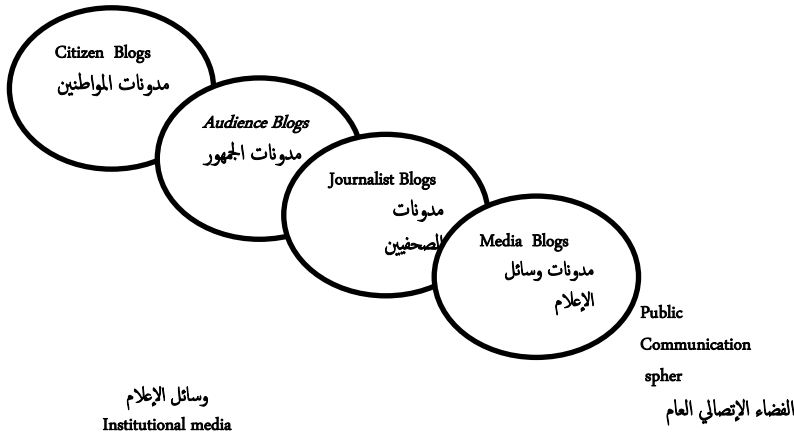 Citizen Blogs
مدونات المواطنين
Audience Blogs
مدونات الجمهور
Journalist Blogs
مدونات
الصحفيين
Media Blogs
مدونات وسائل
الإعلام
Public
Communication
spher
الفضاء الإتصالي العام
وسائل الإعلام
Institutional media